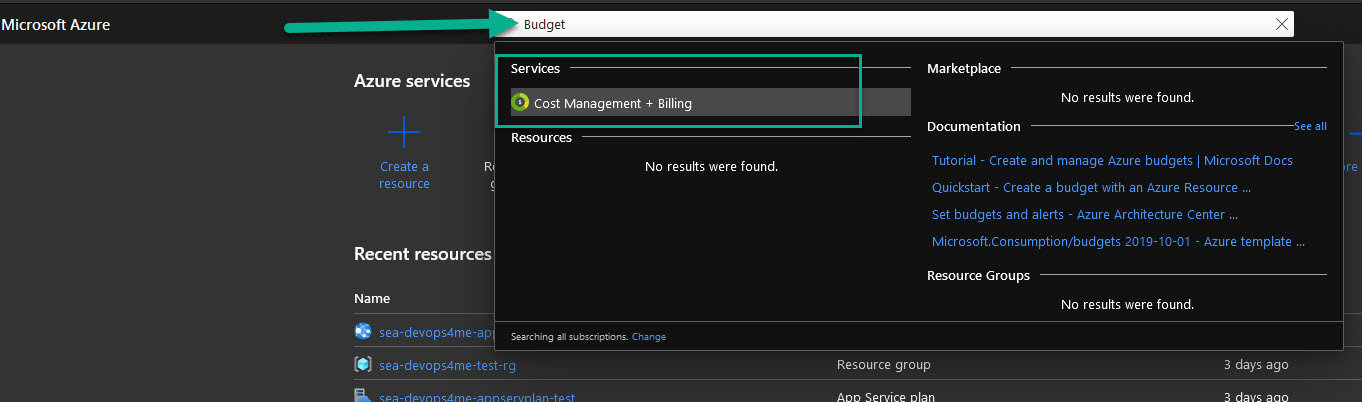 Microsoft Azure
Budget
Azure services
Create a
resource
Services
Cost Management + Billing
Resources
No results were found.
Marketplace
No results were found.
Documentation
See all
Tutorial - Create and manage Azure budgets | Microsoft Docs
Quickstart - Create a budget with an Azure Resource ...
Set budgets and alerts - Azure Architecture Center ...
Microsoft.Consumption/budgets 2019-10-01 - Azure template ...
Resource Groups
No results were found.
Searching all subscriptions. Change
Recent resources
Name
sea-devops4me-app
sea-devops4me-test-rg
Resource group
3 days ago
sea-devops4me-appservplan-test
App Service plan
3 days ago